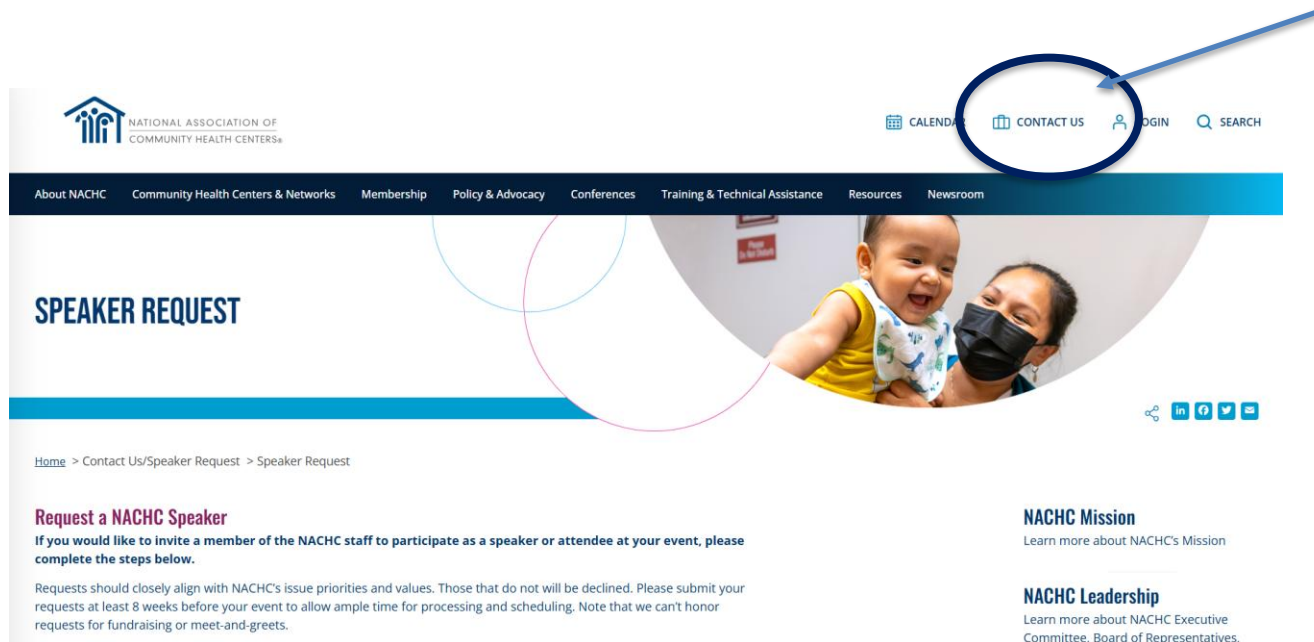 NATIONAL ASSOCIATION OF
COMMUNITY HEALTH CENTERS®
CALENDAR CONTACT US LOGIN SEARCH
About NACHC Community Health Centers & Networks Membership Policy & Advocacy Conferences Training & Technical Assistance Resources Newsroom
Please
Do Not Disturb
SPEAKER REQUEST
Home > Contact Us/Speaker Request > Speaker Request
Request a NACHC Speaker
If you would like to invite a member of the NACHC staff to participate as a speaker or attendee at your event, please
complete the steps below.
Requests should closely align with NACHC's issue priorities and values. Those that do not will be declined. Please submit your
requests at least 8 weeks before your event to allow ample time for processing and scheduling. Note that we can't honor
requests for fundraising or meet-and-greets.
NACHC Mission
Learn more about NACHC's Mission
NACHC Leadership
Learn more about NACHC Executive
Committee, Board of Representatives,